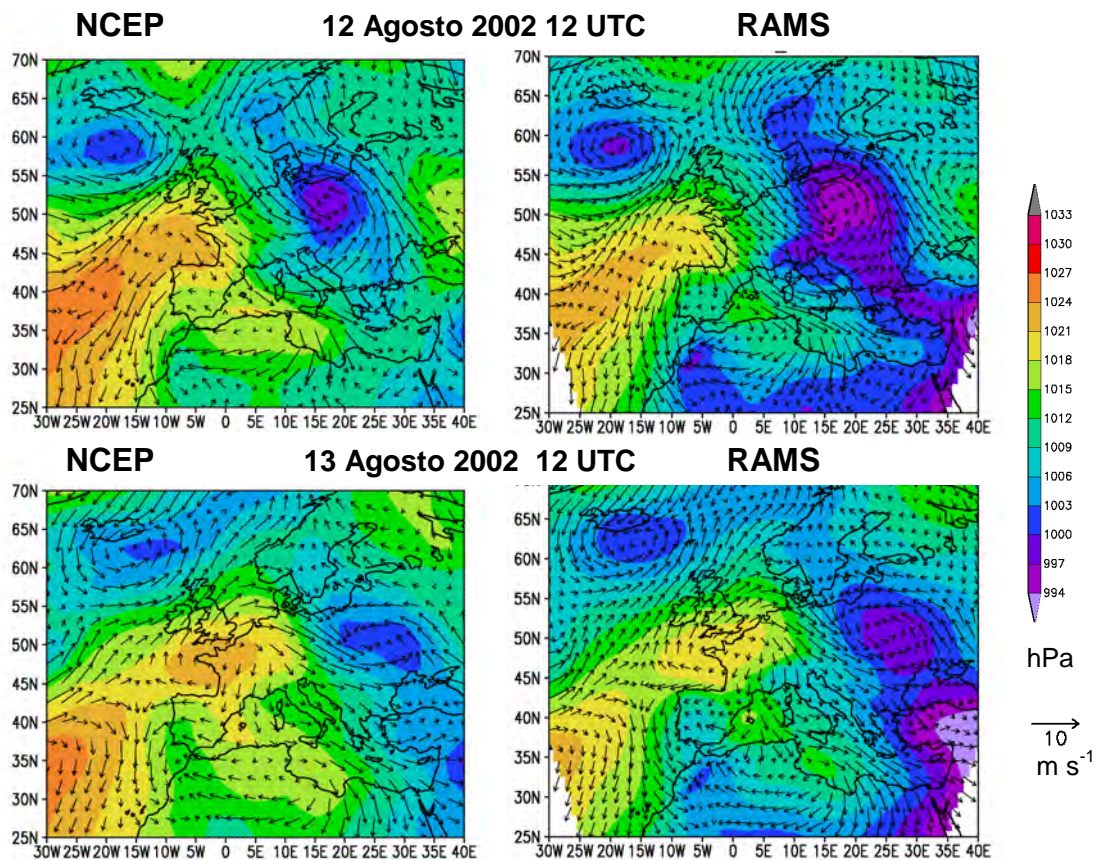 NCEP 12 Agosto 2002 12 UTC RAMS
70N
65N
60N
55N
50N
45N
40N
35N
30N
25N
30W 25W 20W 15W 10W 5W 0 5E 10E 15E 20E 25E 30E 35E 40E
70N
65N
60N
55N
50N
45N
40N
35N
30N
25N
30W 25W 20W 15W 10W 5W 0 5E 10E 15E 20E 25E 30E 35E 40E
NCEP 13 Agosto 2002 12 UTC RAMS
70N
65N
60N
55N
50N
45N
40N
35N
30N
25N
30W 25W 20W 15W 10W 5W 0 5E 10E 15E 20E 25E 30E 35E 40E
65N
60N
55N
50N
45N
40N
35N
30N
25N
30W 25W 20W 15W 10W 5W 0 5E 10E 15E 20E 25E 30E 35E 40E
1033
1030
1027
1024
1021
1018
1015
1012
1009
1006
1003
1000
997
994
hPa
10
m s⁻¹